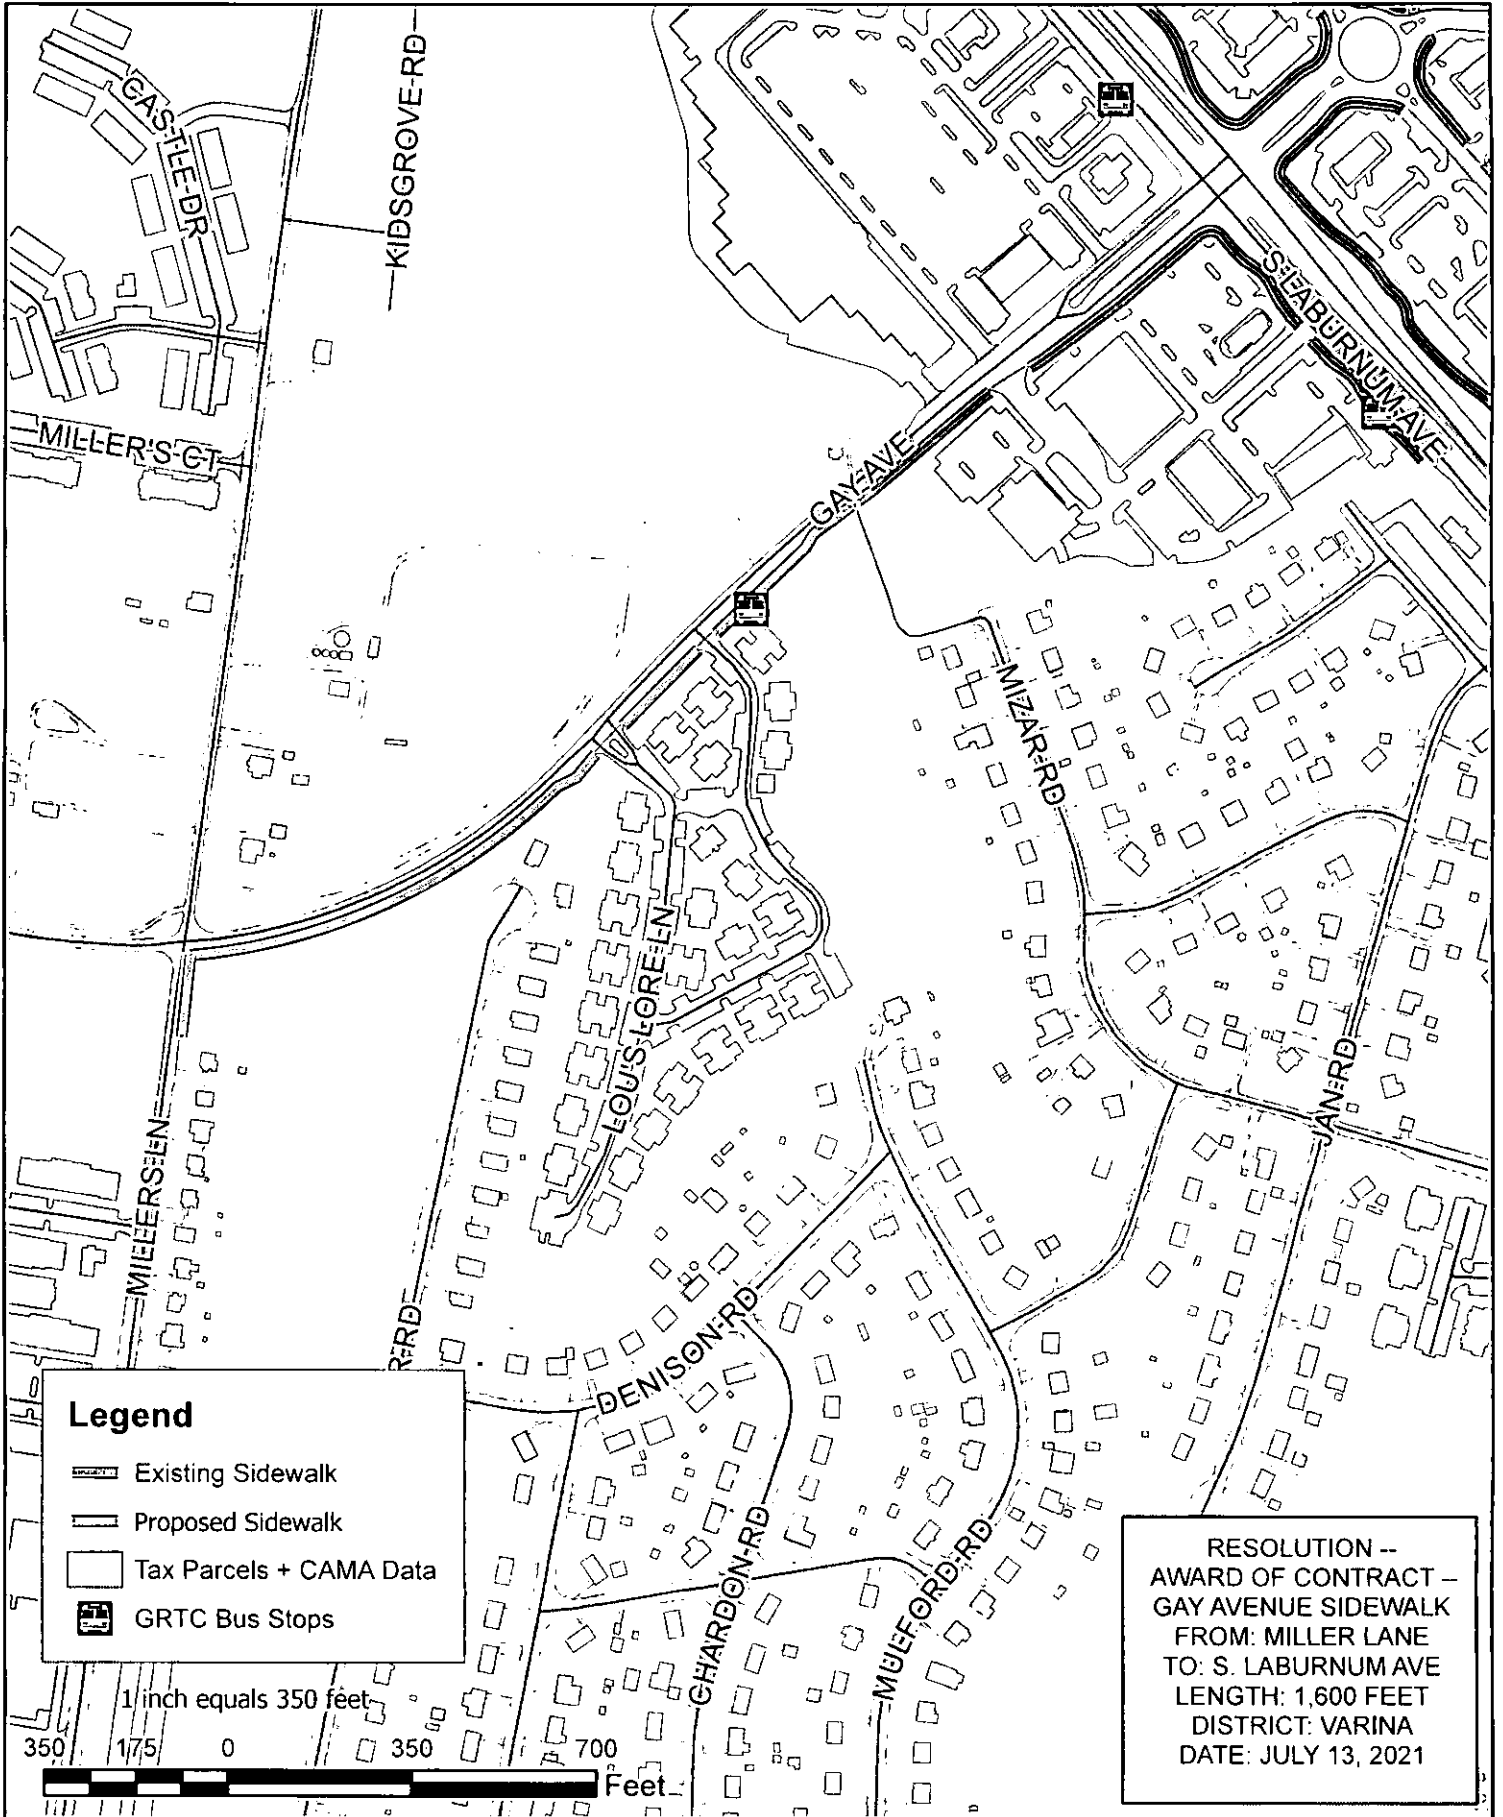 CASTLE DR
KIDSGROVE RD
S LABURNUM AVE
MILLER'S CT
GAY AVE
MIZAR RD
LOU'S LORE LN
JAN RD
MILLERS LN
R RD
DENISON RD
CHARDON RD
MULFORD RD
Legend
Existing Sidewalk
Proposed Sidewalk
Tax Parcels + CAMA Data
GRTC Bus Stops
1 inch equals 350 feet
350 175 0 350 700
Feet
RESOLUTION --
AWARD OF CONTRACT –
GAY AVENUE SIDEWALK
FROM: MILLER LANE
TO: S. LABURNUM AVE
LENGTH: 1,600 FEET
DISTRICT: VARINA
DATE: JULY 13, 2021